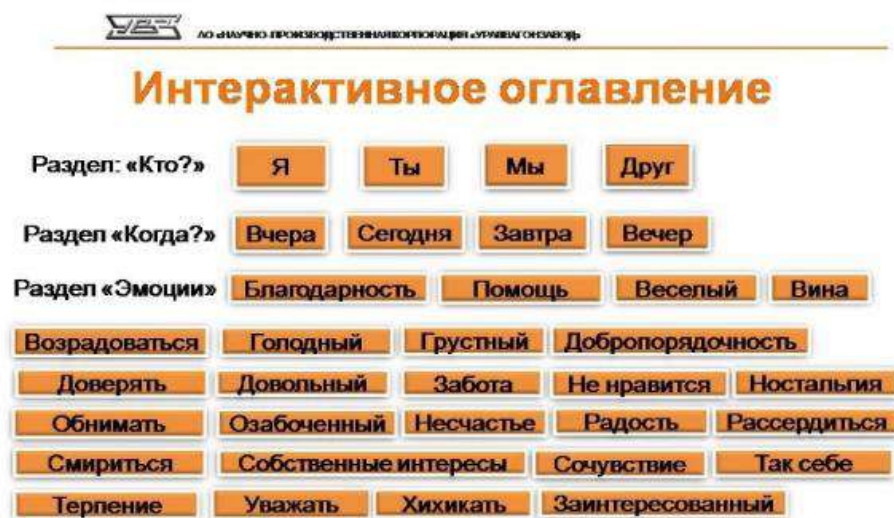 УВЗ АО «НАУЧНО-ПРОИЗВОДСТВЕННАЯ КОРПОРАЦИЯ «УРАЛВАГОНЗАВОД»
Интерактивное оглавление
Раздел: «Кто?» Я Ты Мы Друг
Раздел «Когда?» Вчера Сегодня Завтра Вечер
Раздел «Эмоции» Благодарность Помощь Веселый Вина
Возрадоваться Голодный Грустный Добропорядочность
Доверять Довольный Забота Не нравится Ностальгия
Обнимать Озабоченный Несчастье Радость Рассердиться
Смириться Собственные интересы Сочувствие Так себе
Терпение Уважать Хихикать Заинтересованный